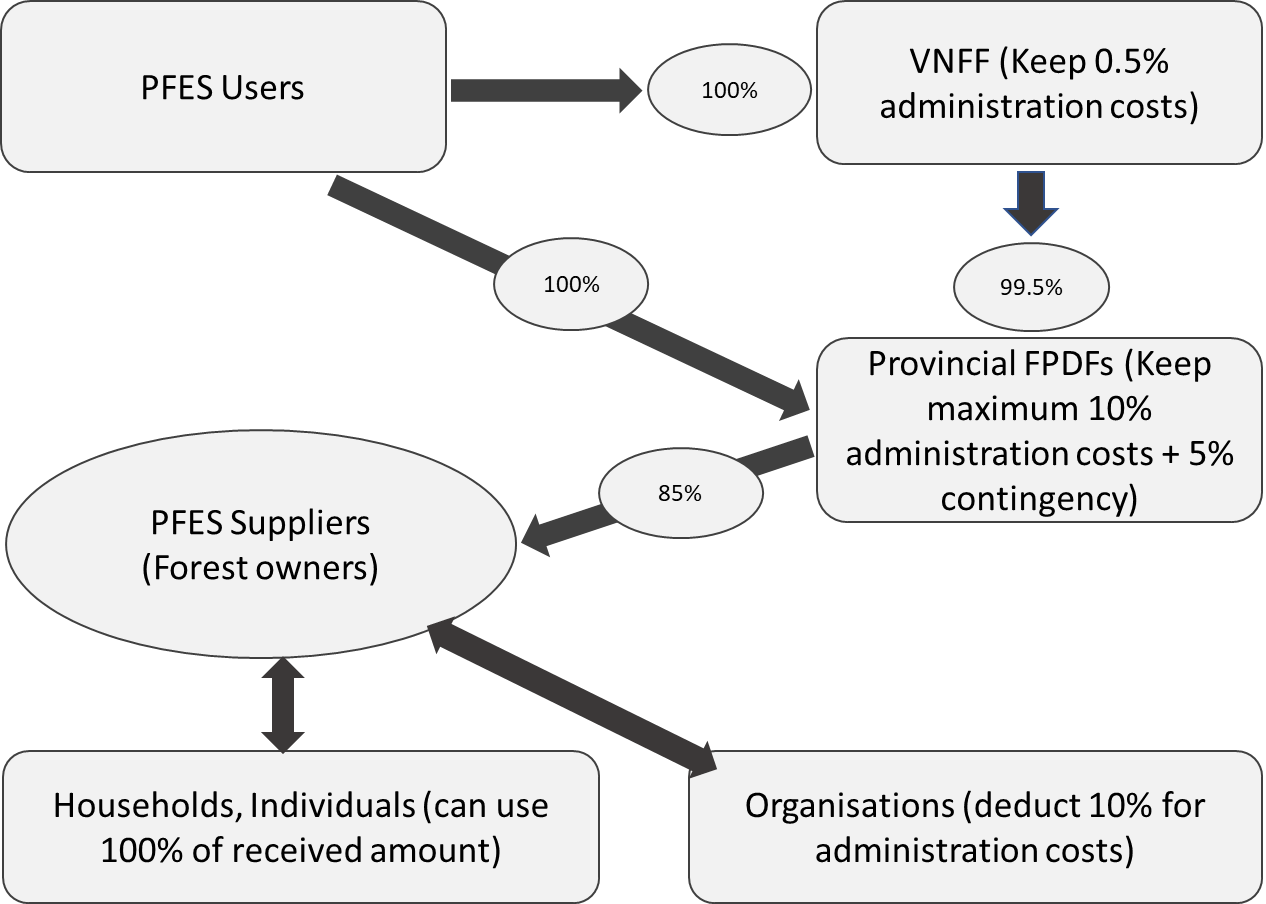 PFES Users
100%
VNFF (Keep 0.5%
administration costs)
100%
99.5%
Provincial FPDFs (Keep
maximum 10%
administration costs + 5%
contingency)
85%
PFES Suppliers
(Forest owners)
Households, Individuals (can use
100% of received amount)
Organisations (deduct 10% for
administration costs)